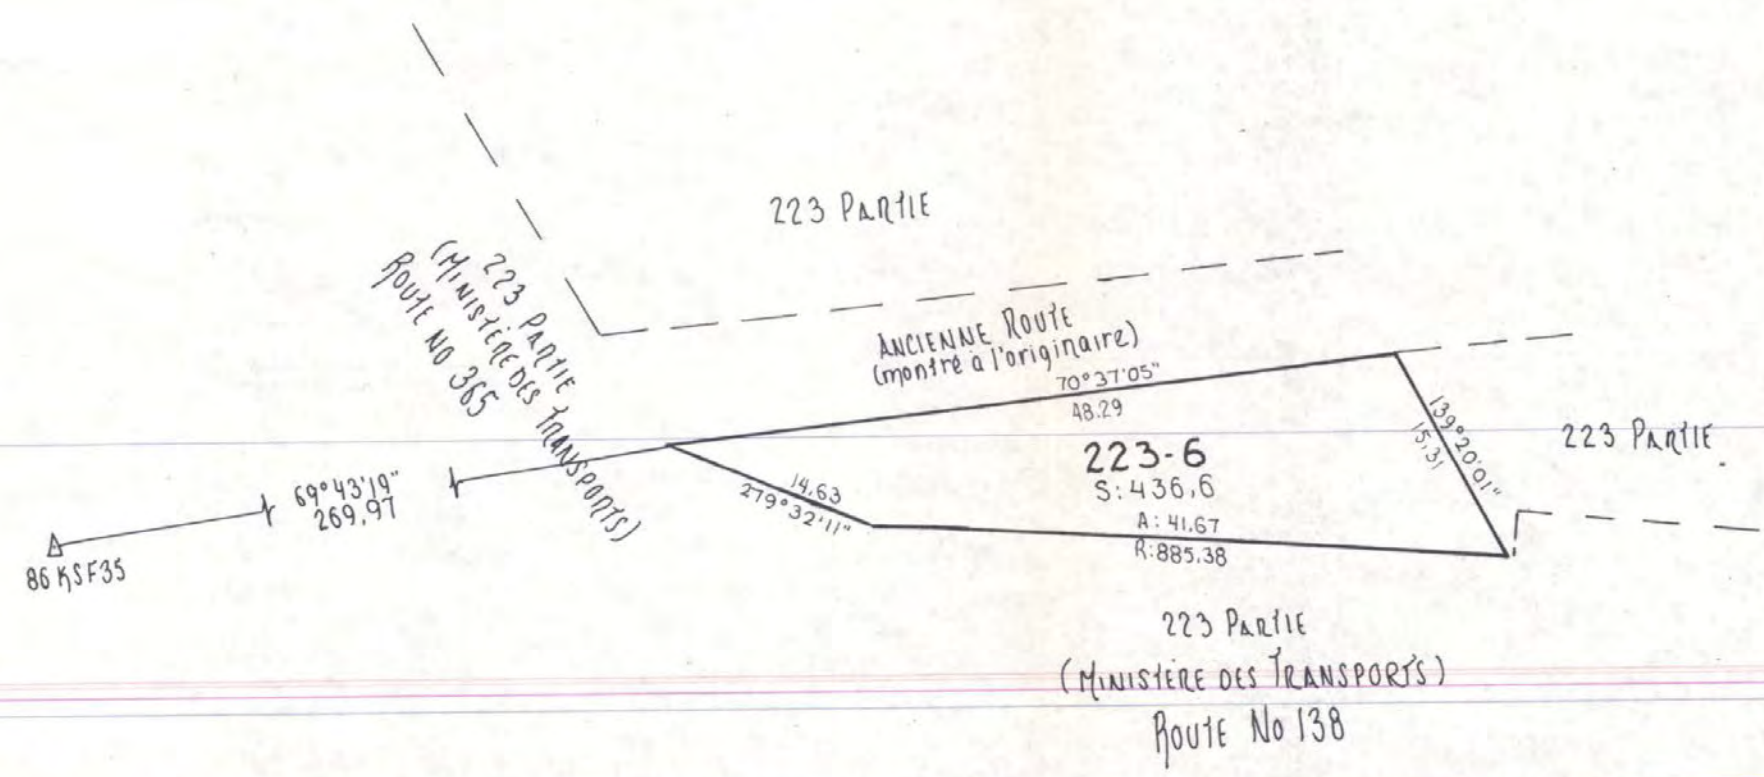 223 PARTIE
223 PARTIE
(MINISTÈRE DES TRANSPORTS)
ROUTE NO 365
ANCIENNE ROUTE
(montré à l'originaire)
70°37'05"
48.29
139°20'01"
15.31
223 PARTIE
223-6
S: 436,6
14.63
279°32'11"
A: 41.67
R:885.38
69°43'19"
269.97
86 KSF35
223 PARTIE
(MINISTÈRE DES TRANSPORTS)
ROUTE No 138